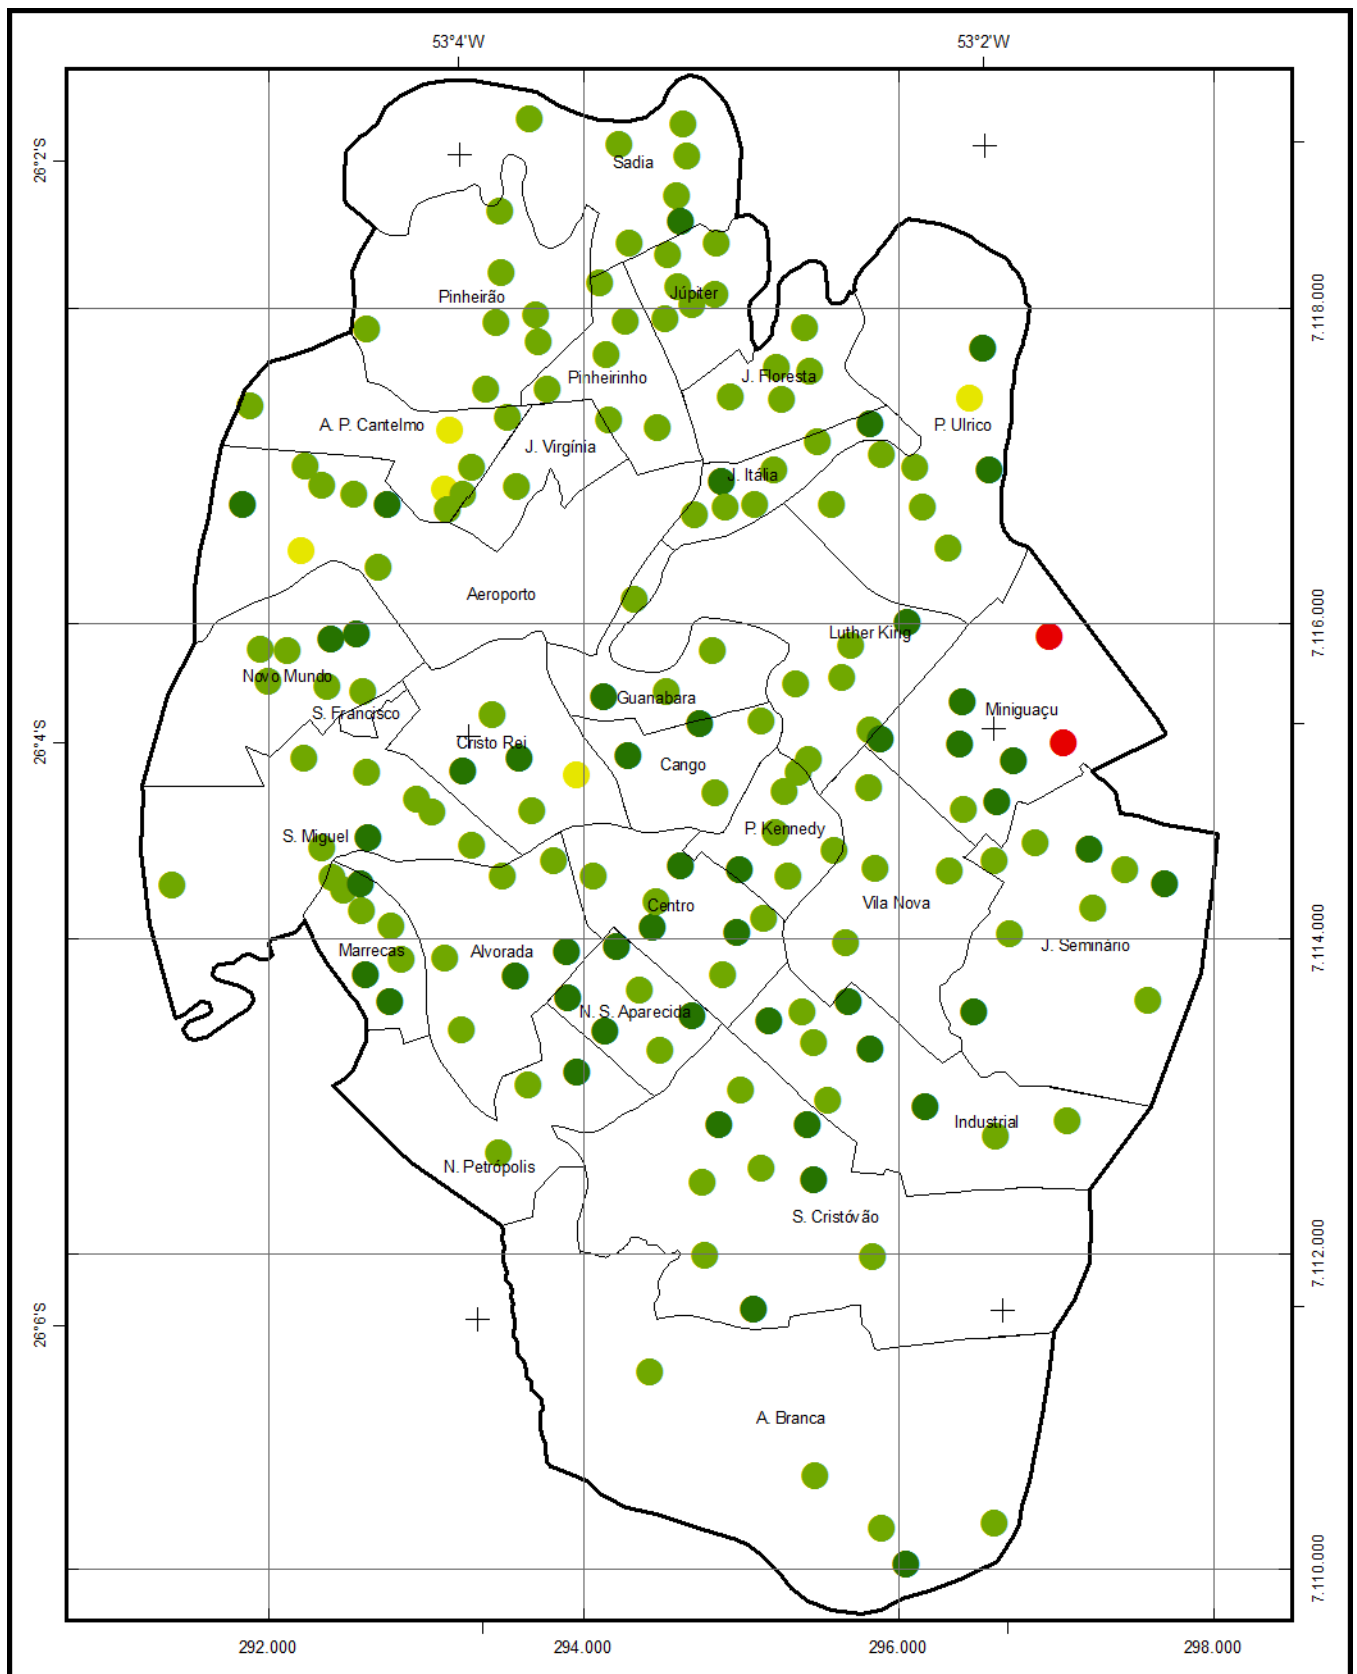 53°4'W
53°2'W
26°2'S
Sadia
Pinheirão
Júpiter
7.118.000
Pinheirinho
J. Floresta
A. P. Cantelmo
P. Ulrico
J. Virgínia
J. Itália
Aeroporto
7.116.000
Luther King
Novo Mundo
Guanabara
S. Francisco
Miniguaçu
26°4'S
Cristo Rei
Cango
S. Miguel
P. Kennedy
Centro
Vila Nova
7.114.000
Marrecas
Alvorada
J. Seminário
N. S. Aparecida
Industrial
N. Petrópolis
S. Cristóvão
7.112.000
26°6'S
A. Branca
7.110.000
292.000
294.000
296.000
298.000